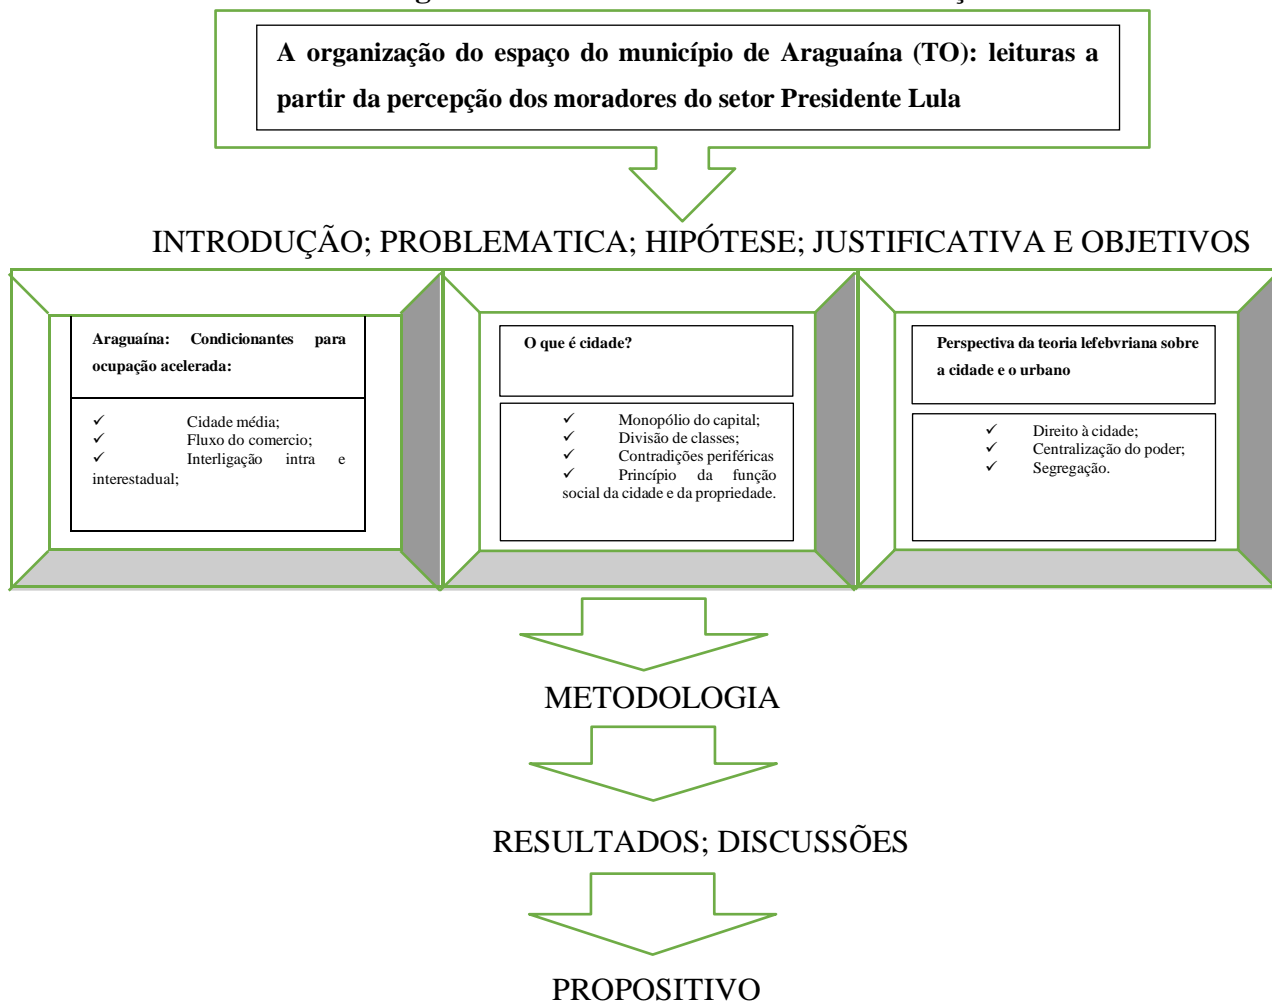 A organização do espaço do município de Araguaína (TO): leituras a
partir da percepção dos moradores do setor Presidente Lula
INTRODUÇÃO; PROBLEMATICA; HIPÓTESE; JUSTIFICATIVA E OBJETIVOS
Araguaína: Condicionantes para
ocupação acelerada:
✓ Cidade média;
✓ Fluxo do comercio;
✓ Interligação intra e
interestadual;
O que é cidade?
✓ Monopólio do capital;
✓ Divisão de classes;
✓ Contradições periféricas
✓ Princípio da função
social da cidade e da propriedade.
Perspectiva da teoria lefebvriana sobre
a cidade e o urbano
✓ Direito à cidade;
✓ Centralização do poder;
✓ Segregação.
METODOLOGIA
RESULTADOS; DISCUSSÕES
PROPOSITIVO